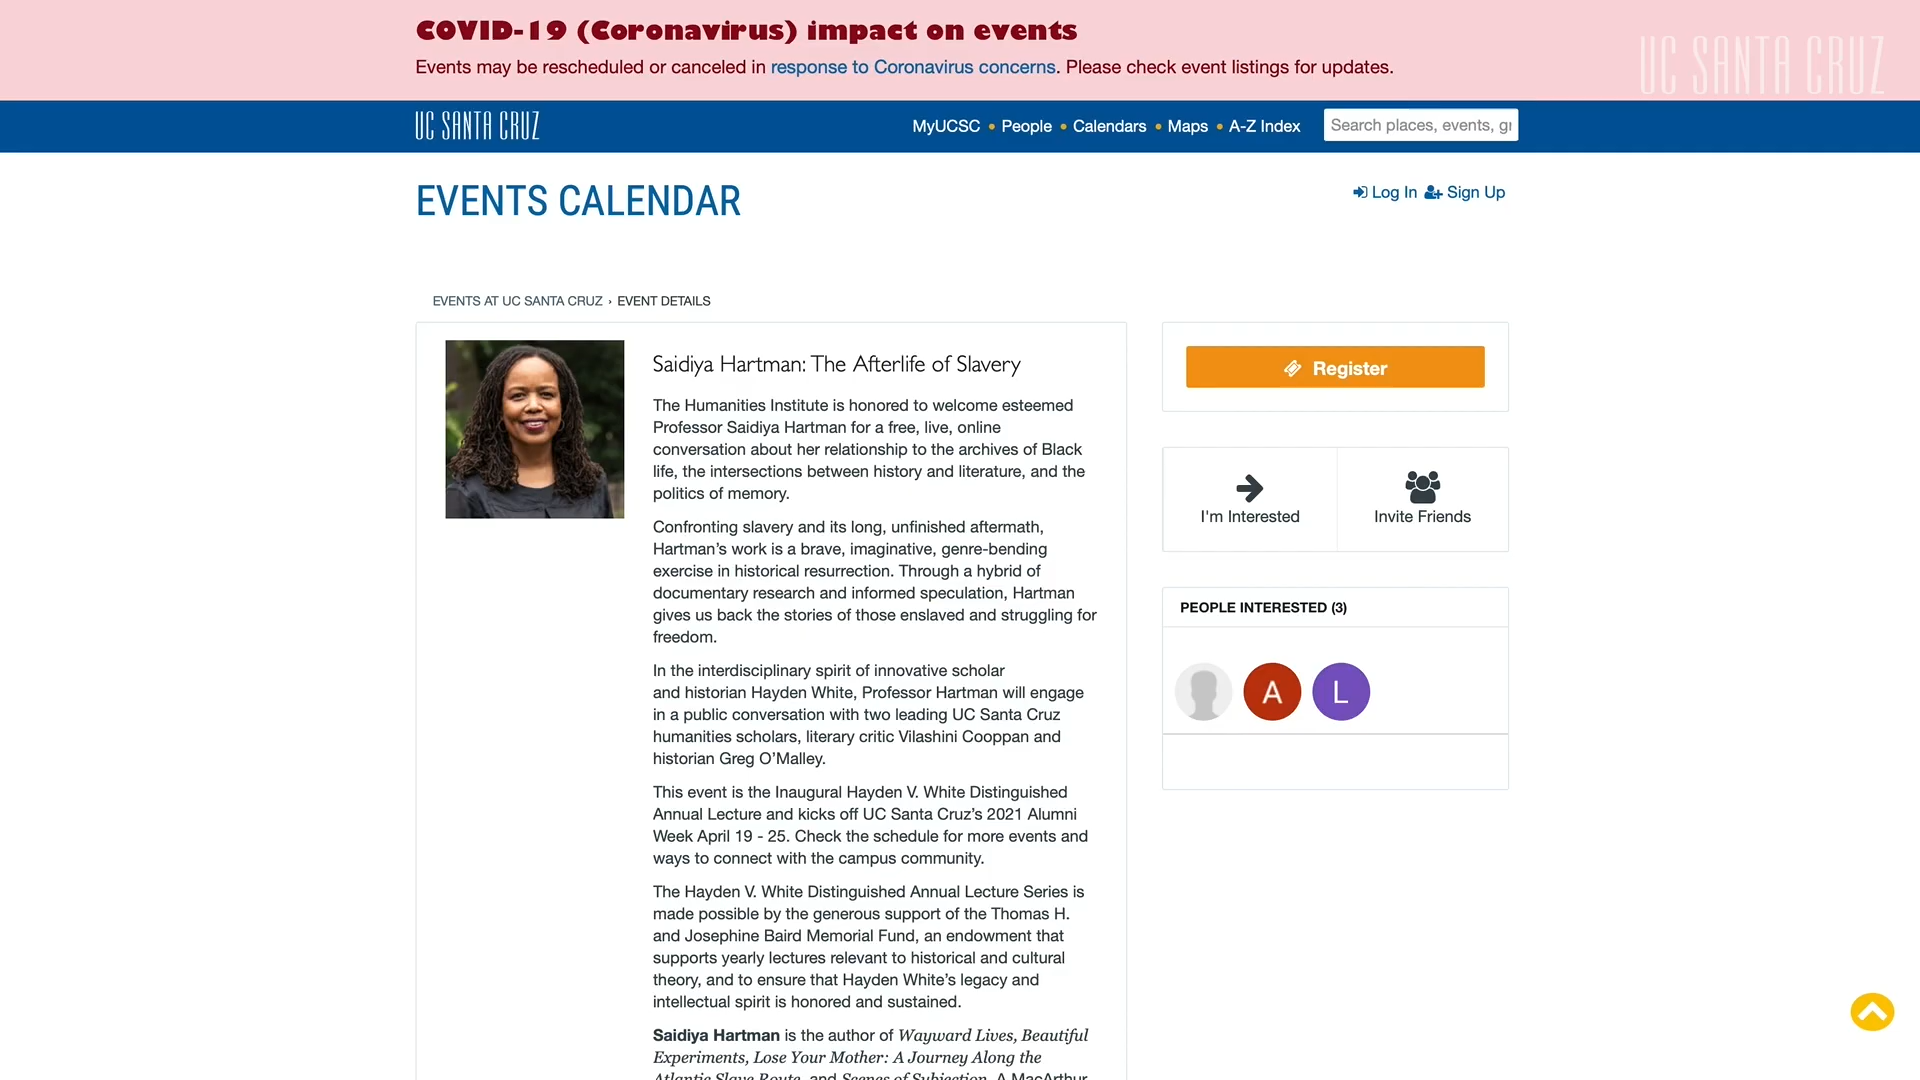 COVID-19 (Coronavirus) impact on events
Events may be rescheduled or canceled in response to Coronavirus concerns. Please check event listings for updates.
UC SANTA CRUZ
UC SANTA CRUZ
MyUCSC • People • Calendars • Maps • A-Z Index
Search places, events, gr
EVENTS CALENDAR
Log In Sign Up
EVENTS AT UC SANTA CRUZ › EVENT DETAILS
Saidiya Hartman: The Afterlife of Slavery
The Humanities Institute is honored to welcome esteemed
Professor Saidiya Hartman for a free, live, online
conversation about her relationship to the archives of Black
life, the intersections between history and literature, and the
politics of memory.
Confronting slavery and its long, unfinished aftermath,
Hartman’s work is a brave, imaginative, genre-bending
exercise in historical resurrection. Through a hybrid of
documentary research and informed speculation, Hartman
gives us back the stories of those enslaved and struggling for
freedom.
In the interdisciplinary spirit of innovative scholar
and historian Hayden White, Professor Hartman will engage
in a public conversation with two leading UC Santa Cruz
humanities scholars, literary critic Vilashini Cooppan and
historian Greg O’Malley.
This event is the Inaugural Hayden V. White Distinguished
Annual Lecture and kicks off UC Santa Cruz’s 2021 Alumni
Week April 19 - 25. Check the schedule for more events and
ways to connect with the campus community.
The Hayden V. White Distinguished Annual Lecture Series is
made possible by the generous support of the Thomas H.
and Josephine Baird Memorial Fund, an endowment that
supports yearly lectures relevant to historical and cultural
theory, and to ensure that Hayden White’s legacy and
intellectual spirit is honored and sustained.
Saidiya Hartman is the author of Wayward Lives, Beautiful
Experiments, Lose Your Mother: A Journey Along the
Atlantic Slave Route, and Scenes of Subjection. A MacArthur
Register
I'm Interested
Invite Friends
PEOPLE INTERESTED (3)
A
L